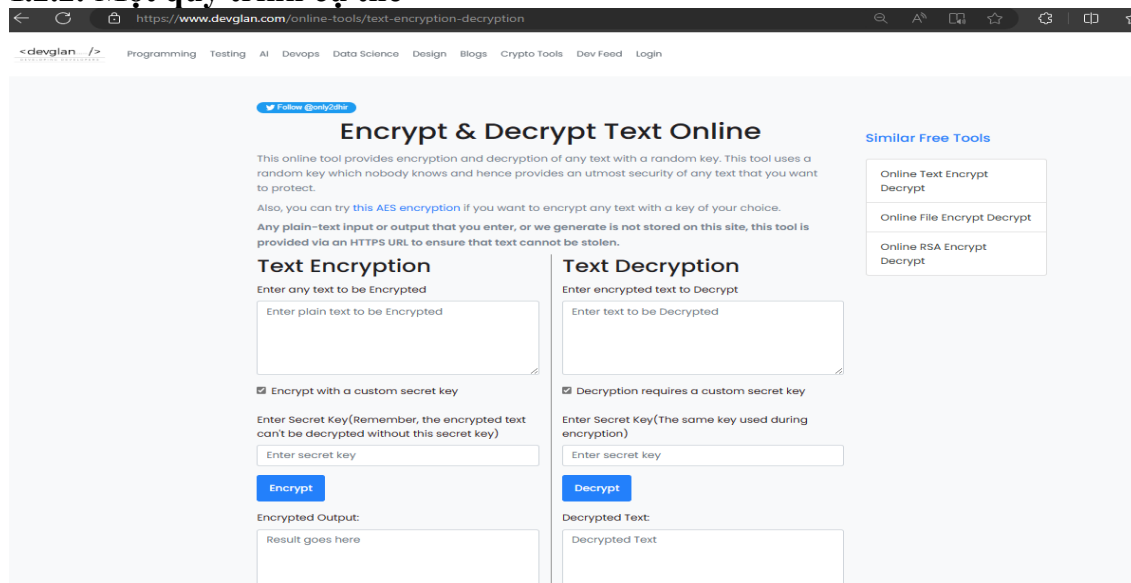 1.2.2. Một quy trình cụ thể
https://www.devglan.com/online-tools/text-encryption-decryption
<devglan />
Programming Testing AI Devops Data Science Design Blogs Crypto Tools Dev Feed Login
Follow @only2dhir
Encrypt & Decrypt Text Online
This online tool provides encryption and decryption of any text with a random key. This tool uses a
random key which nobody knows and hence provides an utmost security of any text that you want
to protect.
Also, you can try this AES encryption if you want to encrypt any text with a key of your choice.
Any plain-text input or output that you enter, or we generate is not stored on this site, this tool is
provided via an HTTPS URL to ensure that text cannot be stolen.
Text Encryption
Enter any text to be Encrypted
Enter plain text to be Encrypted
Encrypt with a custom secret key
Enter Secret Key(Remember, the encrypted text
can't be decrypted without this secret key)
Enter secret key
Encrypt
Encrypted Output:
Result goes here
Text Decryption
Enter encrypted text to Decrypt
Enter text to be Decrypted
Decryption requires a custom secret key
Enter Secret Key(The same key used during
encryption)
Enter secret key
Decrypt
Decrypted Text:
Decrypted Text
Similar Free Tools
Online Text Encrypt
Decrypt
Online File Encrypt Decrypt
Online RSA Encrypt
Decrypt